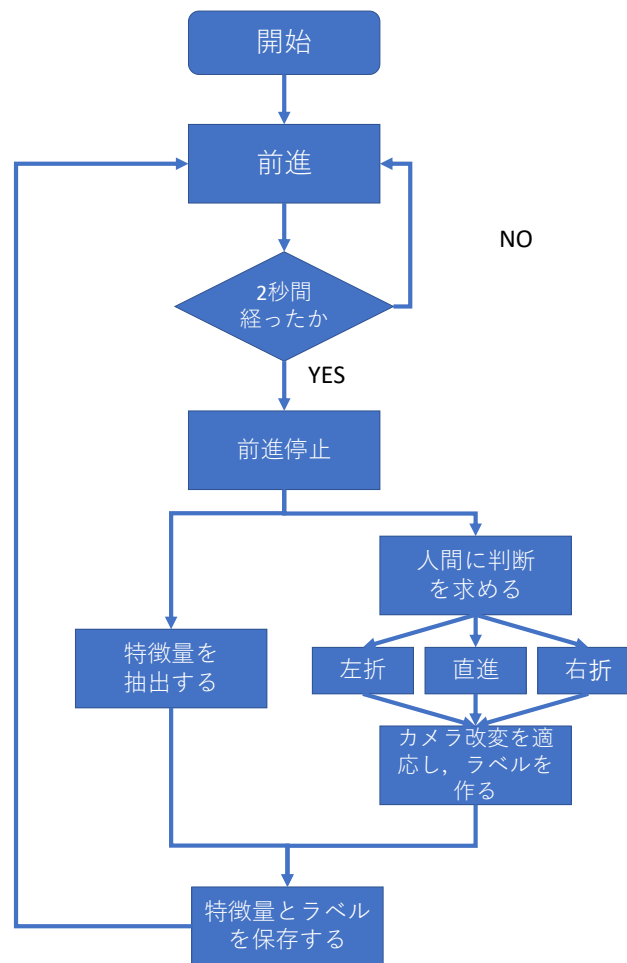 開始
前進
NO
2秒間
経ったか
YES
前進停止
人間に判断
を求める
特徴量を
抽出する
左折
直進
右折
カメラ改変を適
応し，ラベルを
作る
特徴量とラベル
を保存する